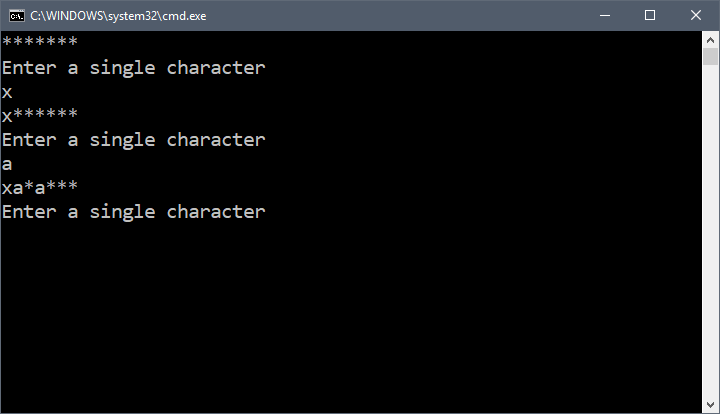 C:\WINDOWS\system32\cmd.exe
*******
Enter a single character
x
x******
Enter a single character
a
xa*a***
Enter a single character